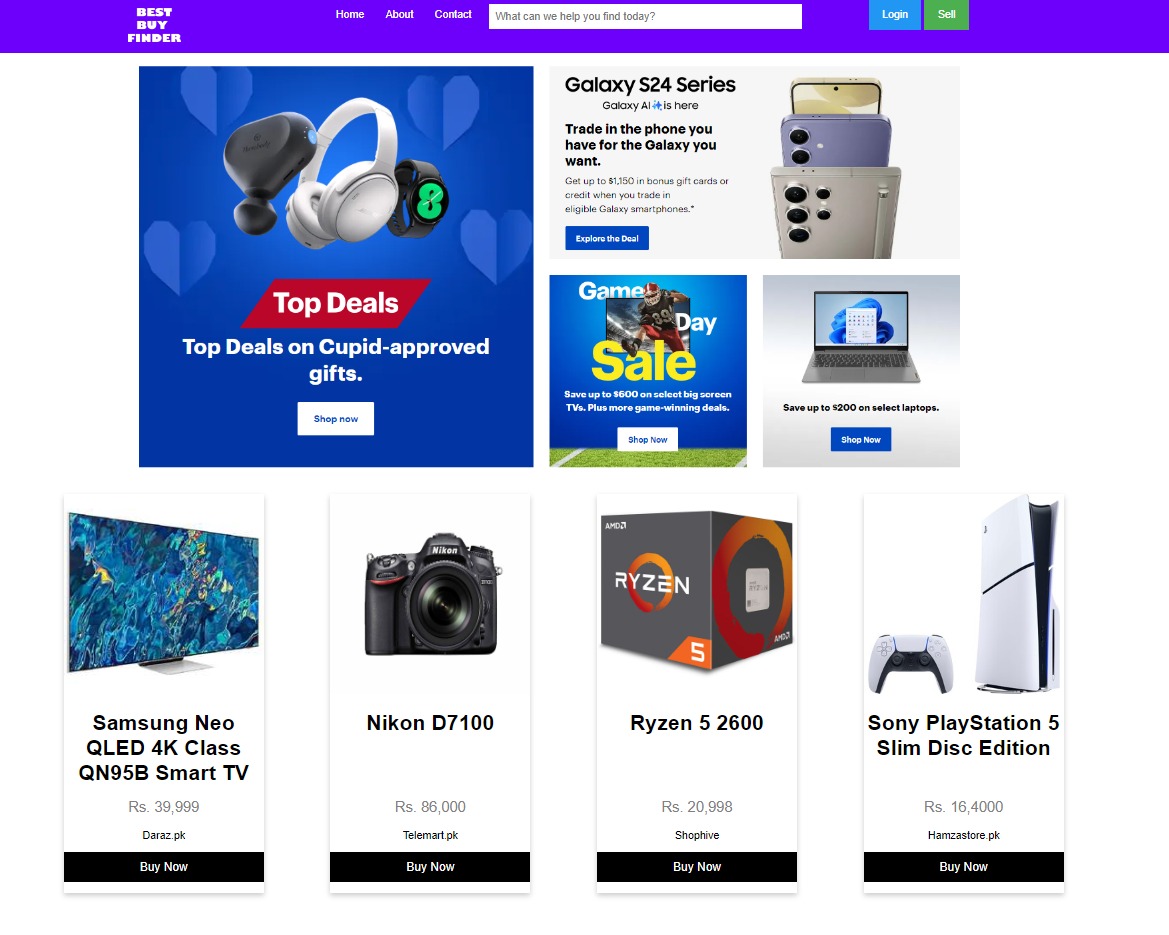 BEST
BUY
FINDER
Home About Contact What can we help you find today? Login Sell
Top Deals
Top Deals on Cupid-approved
gifts.
Shop now
Galaxy S24 Series
Galaxy AI is here
Trade in the phone you
have for the Galaxy you
want.
Get up to $1,150 in bonus gift cards or
credit when you trade in
eligible Galaxy smartphones.*
Explore the Deal
Game
Day
Sale
Save up to $600 on select big screen
TVs. Plus more game-winning deals.
Shop Now
Save up to $200 on select laptops.
Shop Now
Samsung Neo
QLED 4K Class
QN95B Smart TV
Rs. 39,999
Daraz.pk
Buy Now
Nikon
Nikon D7100
Rs. 86,000
Telemart.pk
Buy Now
AMD
RYZEN
5
AMD
Ryzen 5 2600
Rs. 20,998
Shophive
Buy Now
Sony PlayStation 5
Slim Disc Edition
Rs. 16,4000
Hamzastore.pk
Buy Now